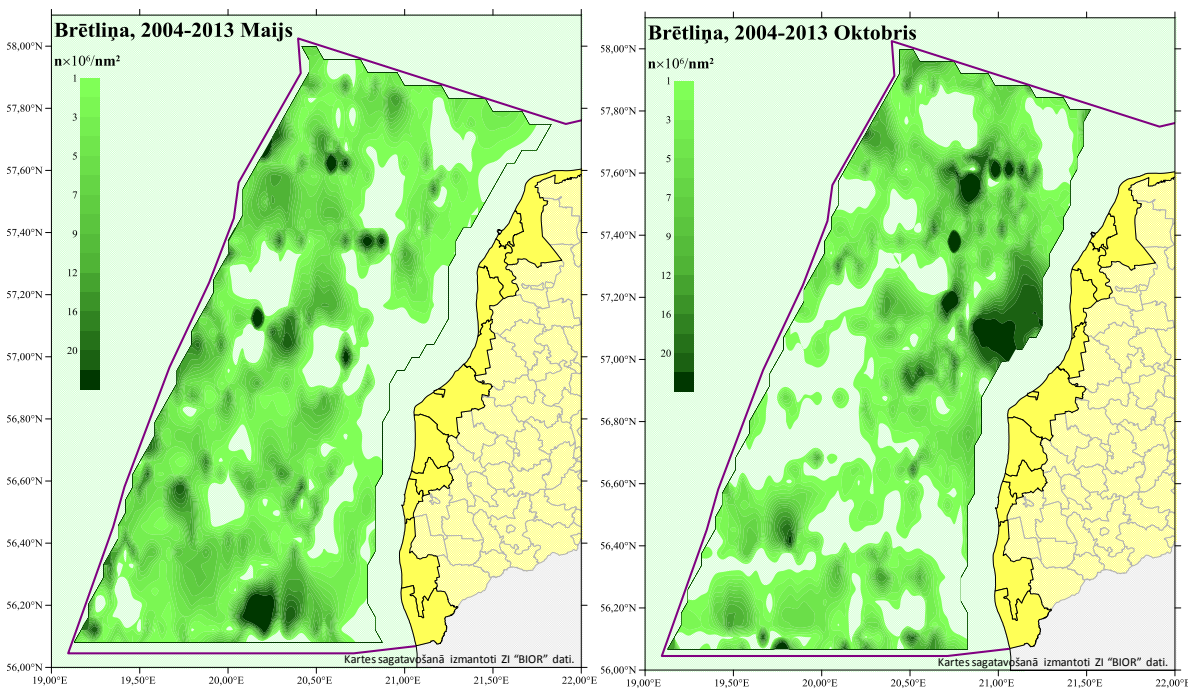 Brētliņa, 2004-2013 Maijs
n×10⁶/nm²
1
3
5
7
9
12
16
20
58,00°N
57,80°N
57,60°N
57,40°N
57,20°N
57,00°N
56,80°N
56,60°N
56,40°N
56,20°N
56,00°N
Kartes sagatavošanā izmantoti ZI “BIOR” dati.
19,00°E
19,50°E
20,00°E
20,50°E
21,00°E
21,50°E
22,00°E
Brētliņa, 2004-2013 Oktobris
n×10⁶/nm²
1
3
5
7
9
12
16
20
58,00°N
57,80°N
57,60°N
57,40°N
57,20°N
57,00°N
56,80°N
56,60°N
56,40°N
56,20°N
56,00°N
Kartes sagatavošanā izmantoti ZI “BIOR” dati.
19,00°E
19,50°E
20,00°E
20,50°E
21,00°E
21,50°E
22,00°E